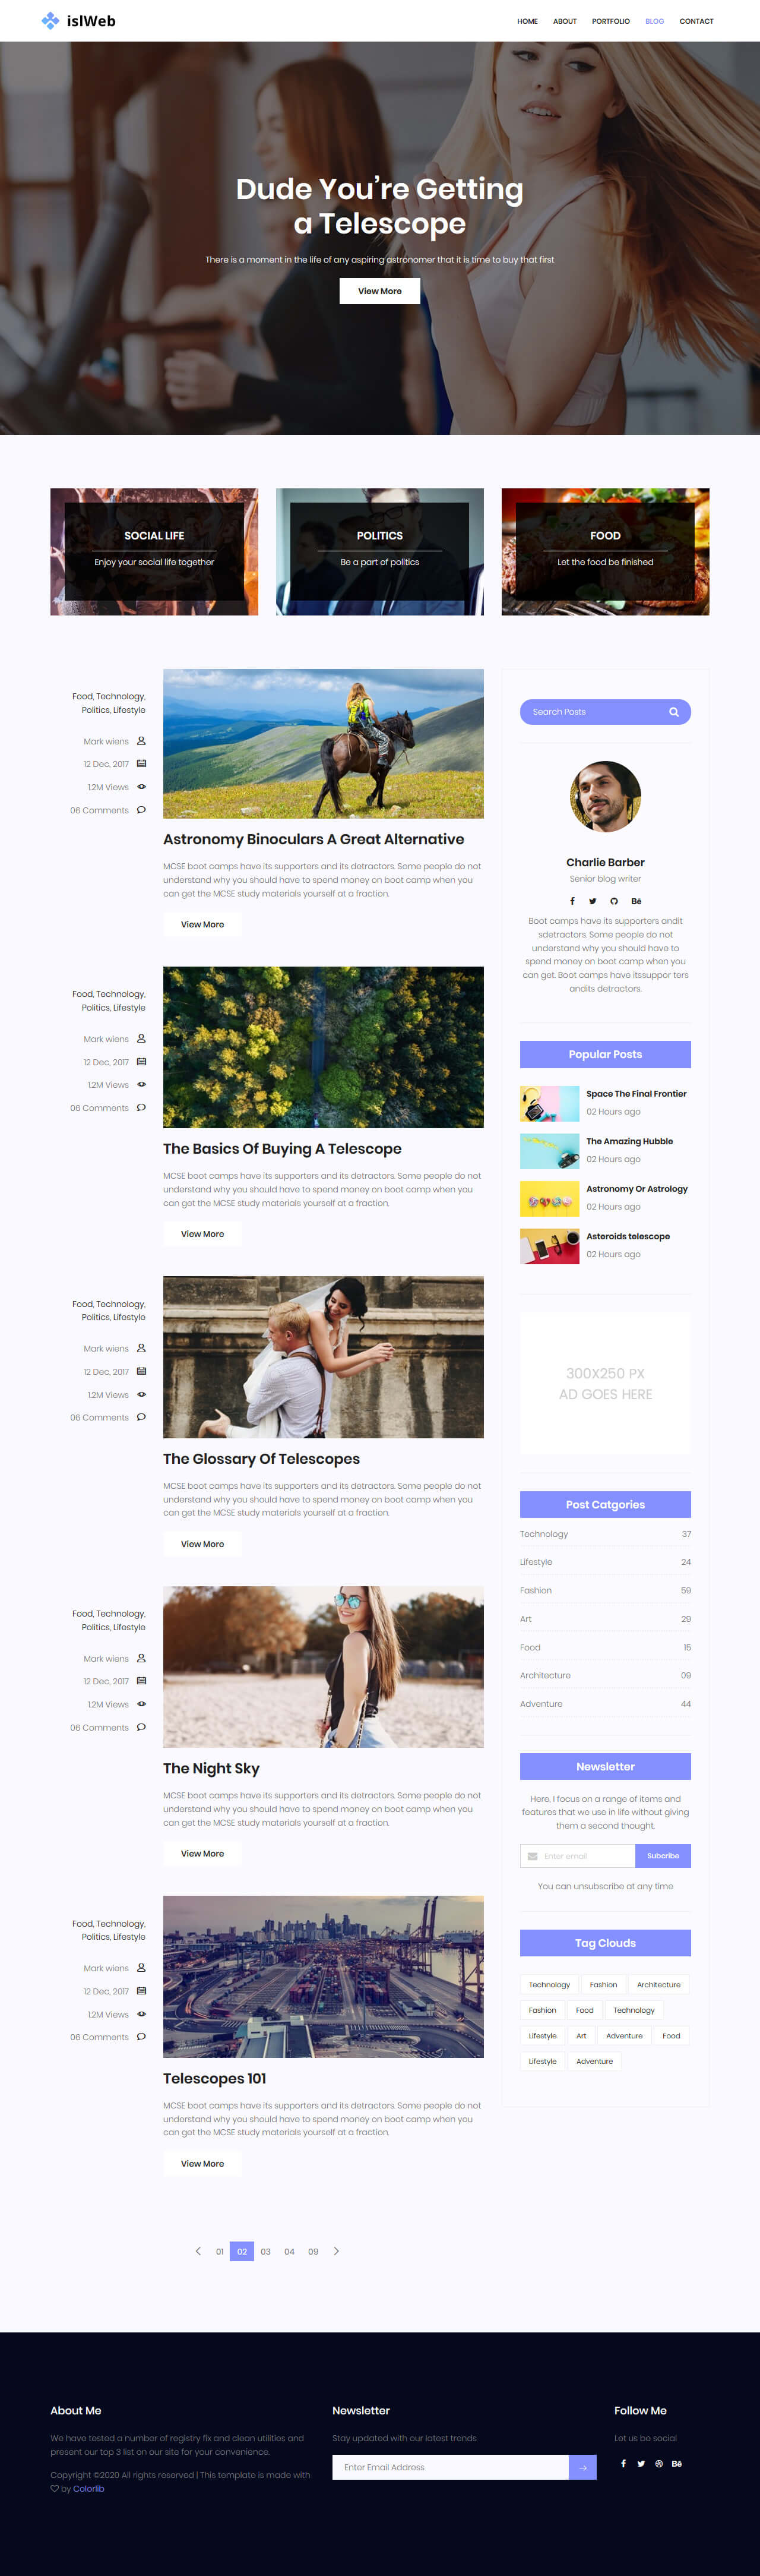 islWeb
HOME ABOUT PORTFOLIO BLOG CONTACT
Dude You're Getting
a Telescope
There is a moment in the life of any aspiring astronomer that it is time to buy that first
View More
SOCIAL LIFE
Enjoy your social life together
POLITICS
Be a part of politics
FOOD
Let the food be finished
Food, Technology,
Politics, Lifestyle
Mark wiens
12 Dec, 2017
1.2M Views
06 Comments
Astronomy Binoculars A Great Alternative
MCSE boot camps have its supporters and its detractors. Some people do not
understand why you should have to spend money on boot camp when you
can get the MCSE study materials yourself at a fraction.
View More
Food, Technology,
Politics, Lifestyle
Mark wiens
12 Dec, 2017
1.2M Views
06 Comments
The Basics Of Buying A Telescope
MCSE boot camps have its supporters and its detractors. Some people do not
understand why you should have to spend money on boot camp when you
can get the MCSE study materials yourself at a fraction.
View More
Food, Technology,
Politics, Lifestyle
Mark wiens
12 Dec, 2017
1.2M Views
06 Comments
The Glossary Of Telescopes
MCSE boot camps have its supporters and its detractors. Some people do not
understand why you should have to spend money on boot camp when you
can get the MCSE study materials yourself at a fraction.
View More
Food, Technology,
Politics, Lifestyle
Mark wiens
12 Dec, 2017
1.2M Views
06 Comments
The Night Sky
MCSE boot camps have its supporters and its detractors. Some people do not
understand why you should have to spend money on boot camp when you
can get the MCSE study materials yourself at a fraction.
View More
Food, Technology,
Politics, Lifestyle
Mark wiens
12 Dec, 2017
1.2M Views
06 Comments
Telescopes 101
MCSE boot camps have its supporters and its detractors. Some people do not
understand why you should have to spend money on boot camp when you
can get the MCSE study materials yourself at a fraction.
View More
01 02 03 04 09
Search Posts
Charlie Barber
Senior blog writer
Bē
Boot camps have its supporters andit
sdetractors. Some people do not
understand why you should have to
spend money on boot camp when you
can get. Boot camps have itssuppor ters
andits detractors.
Popular Posts
Space The Final Frontier
02 Hours ago
The Amazing Hubble
02 Hours ago
Astronomy Or Astrology
02 Hours ago
Asteroids telescope
02 Hours ago
300X250 PX
AD GOES HERE
Post Catgories
Technology 37
Lifestyle 24
Fashion 59
Art 29
Food 15
Architecture 09
Adventure 44
Newsletter
Here, I focus on a range of items and
features that we use in life without giving
them a second thought.
Enter email Subcribe
You can unsubscribe at any time
Tag Clouds
Technology Fashion Architecture
Fashion Food Technology
Lifestyle Art Adventure Food
Lifestyle Adventure
About Me
We have tested a number of registry fix and clean utilities and
present our top 3 list on our site for your convenience.
Copyright ©2020 All rights reserved | This template is made with
♡ by Colorlib
Newsletter
Stay updated with our latest trends
Enter Email Address
Follow Me
Let us be social
Bē